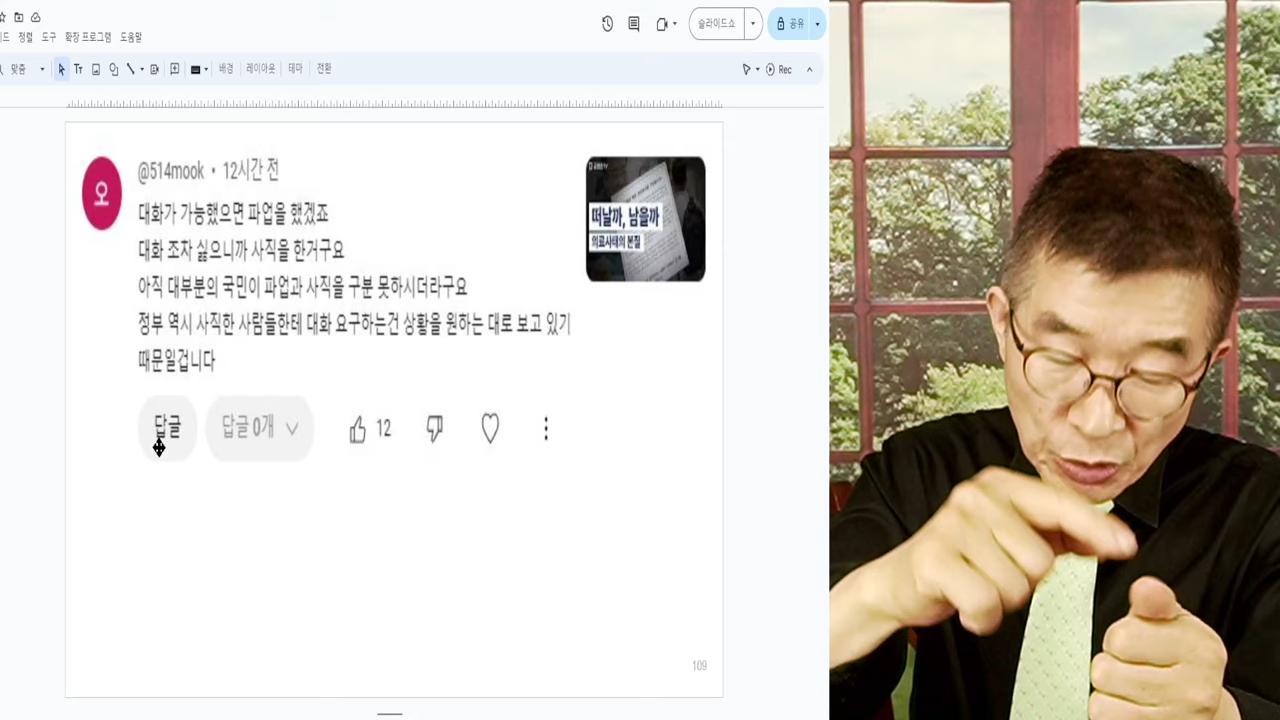 드 정렬 도구 확장 프로그램 도움말
슬라이드쇼
공유
맞춤
배경 레이아웃 테마 전환
Rec
오
@514mook • 12시간 전
대화가 가능했으면 파업을 했겠죠
대화 조차 싫으니까 사직을 한거구요
아직 대부분의 국민이 파업과 사직을 구분 못하시더라구요
정부 역시 사직한 사람들한테 대화 요구하는건 상황을 원하는 대로 보고 있기
때문일겁니다
떠날까, 남을까
의료사태의 본질
답글
답글 0개
12
109